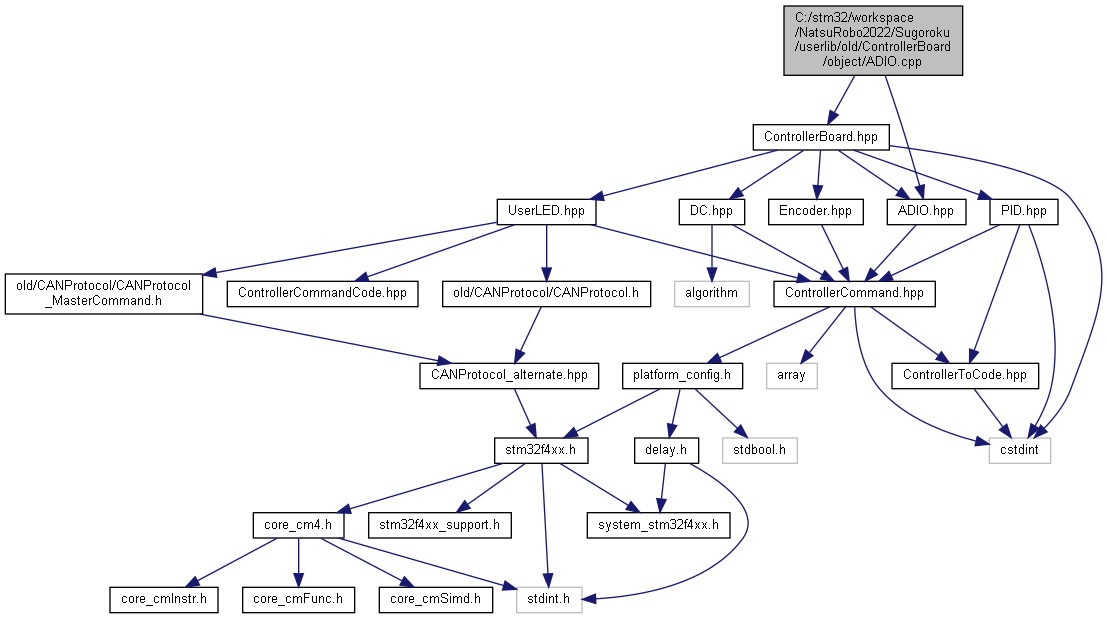 C:/stm32/workspace
/NatsuRobo2022/Sugoroku
/userlib/old/ControllerBoard
/object/ADIO.cpp
ControllerBoard.hpp
UserLED.hpp
DC.hpp
Encoder.hpp
ADIO.hpp
PID.hpp
old/CANProtocol/CANProtocol
_MasterCommand.h
ControllerCommandCode.hpp
old/CANProtocol/CANProtocol.h
algorithm
ControllerCommand.hpp
CANProtocol_alternate.hpp
platform_config.h
array
ControllerToCode.hpp
stm32f4xx.h
delay.h
stdbool.h
cstdint
core_cm4.h
stm32f4xx_support.h
system_stm32f4xx.h
core_cmInstr.h
core_cmFunc.h
core_cmSimd.h
stdint.h